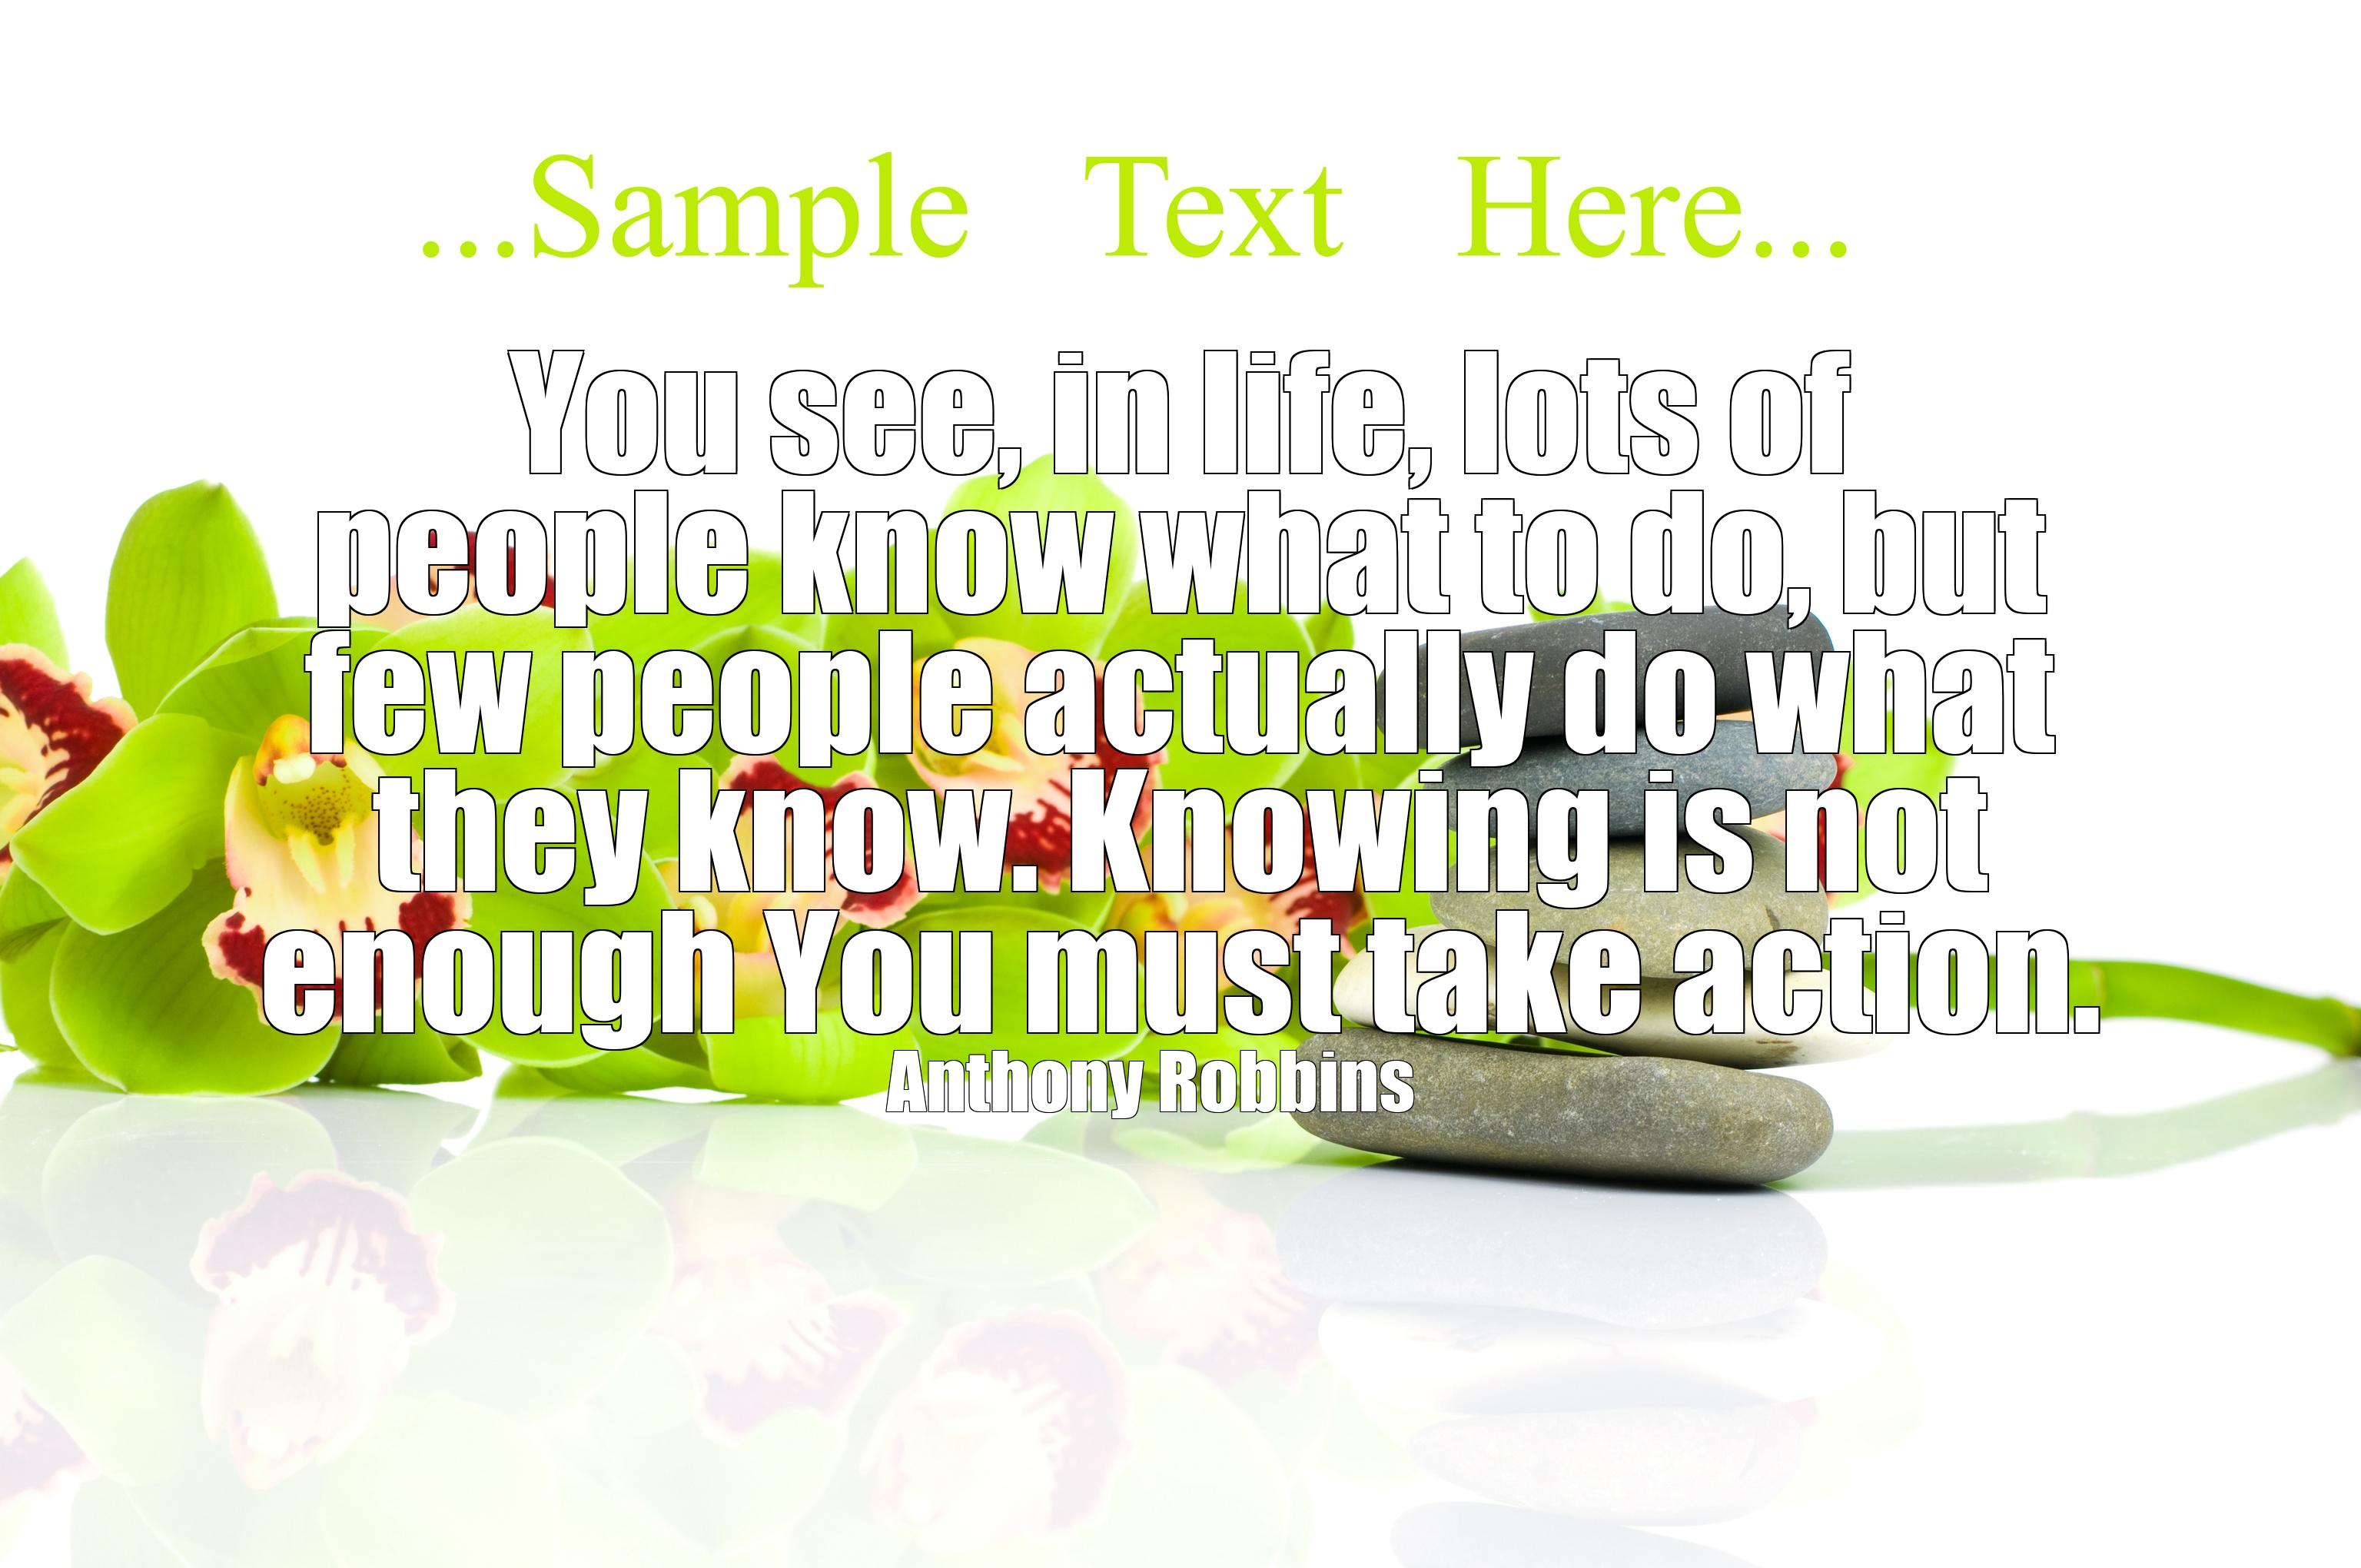 ...Sample Text Here...
You see, in life, lots of
people know what to do, but
few people actually do what
they know. Knowing is not
enough You must take action.
Anthony Robbins